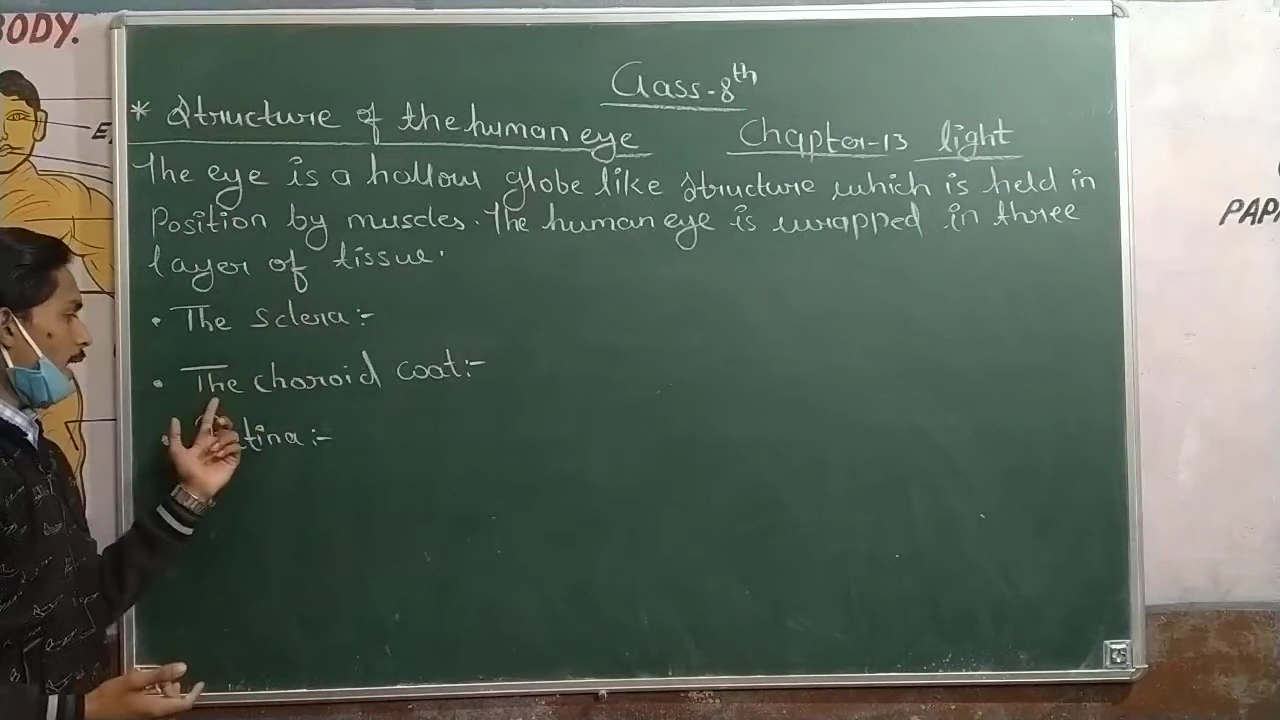 BODY.
Class-8th
* Structure of the human eye
Chapter-13 light
The eye is a hollow globe like structure which is held in
Position by muscles. The human eye is wrapped in three
layer of tissue.
• The sclera:-
• The choroid coat:-